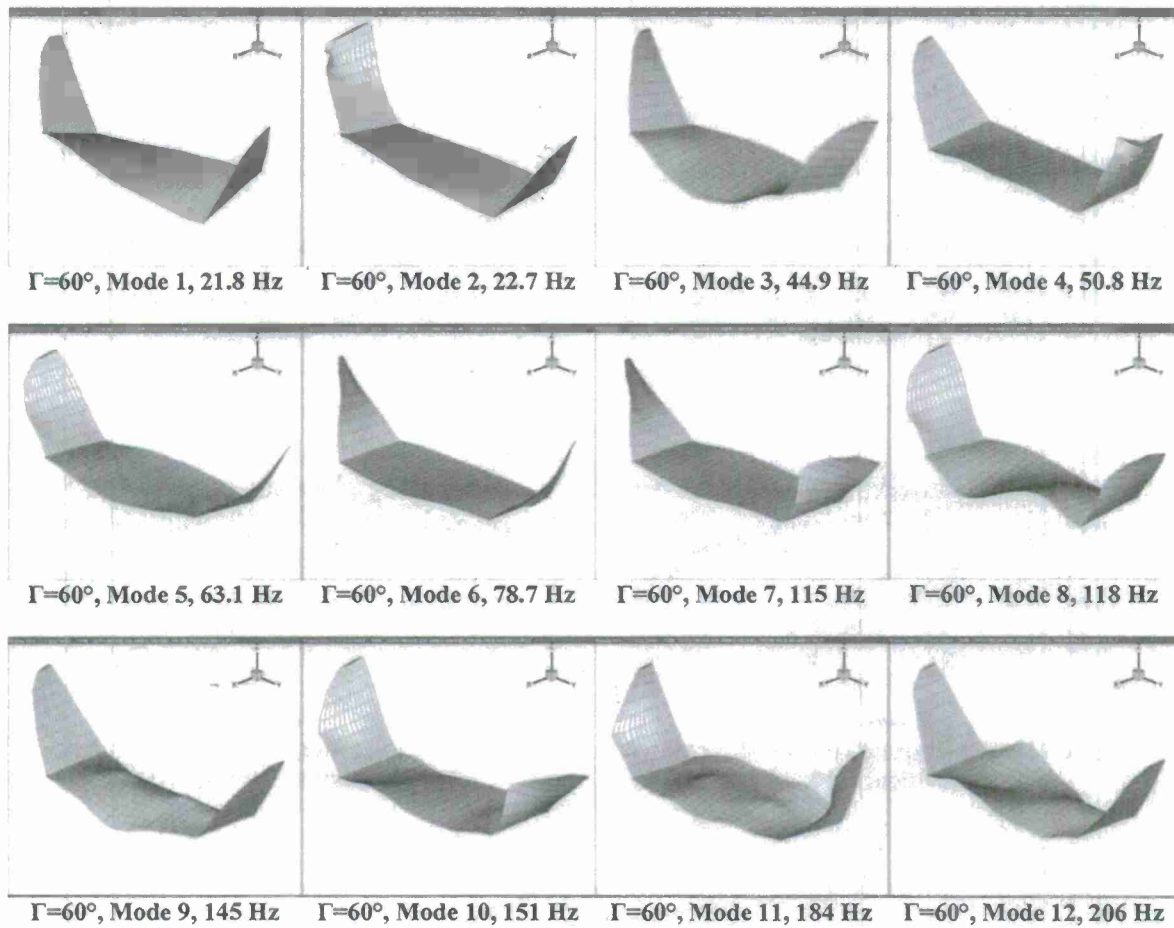 Γ=60°, Mode 1, 21.8 Hz
Γ=60°, Mode 2, 22.7 Hz
Γ=60°, Mode 3, 44.9 Hz
Γ=60°, Mode 4, 50.8 Hz
Γ=60°, Mode 5, 63.1 Hz
Γ=60°, Mode 6, 78.7 Hz
Γ=60°, Mode 7, 115 Hz
Γ=60°, Mode 8, 118 Hz
Γ=60°, Mode 9, 145 Hz
Γ=60°, Mode 10, 151 Hz
Γ=60°, Mode 11, 184 Hz
Γ=60°, Mode 12, 206 Hz